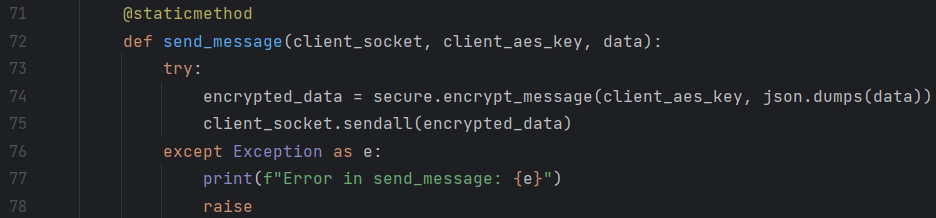 71 @staticmethod
72 def send_message(client_socket, client_aes_key, data):
73 try:
74 encrypted_data = secure.encrypt_message(client_aes_key, json.dumps(data))
75 client_socket.sendall(encrypted_data)
76 except Exception as e:
77 print(f"Error in send_message: {e}")
78 raise